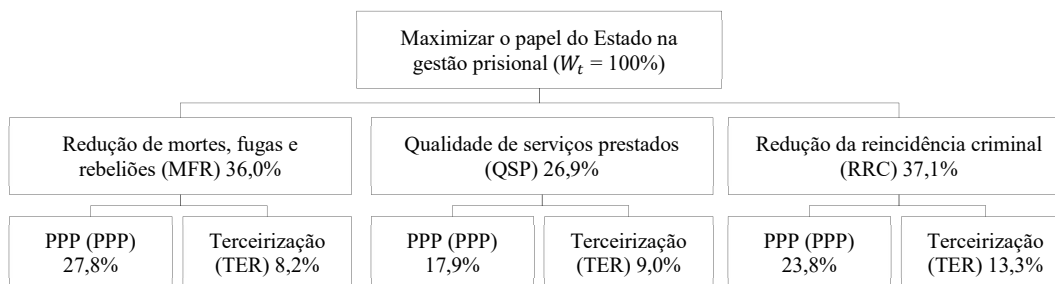 Maximizar o papel do Estado na
gestão prisional (W_t = 100%)
Redução de mortes, fugas e
rebeliões (MFR) 36,0%
Qualidade de serviços prestados
(QSP) 26,9%
Redução da reincidência criminal
(RRC) 37,1%
PPP (PPP)
27,8%
Terceirização
(TER) 8,2%
PPP (PPP)
17,9%
Terceirização
(TER) 9,0%
PPP (PPP)
23,8%
Terceirização
(TER) 13,3%